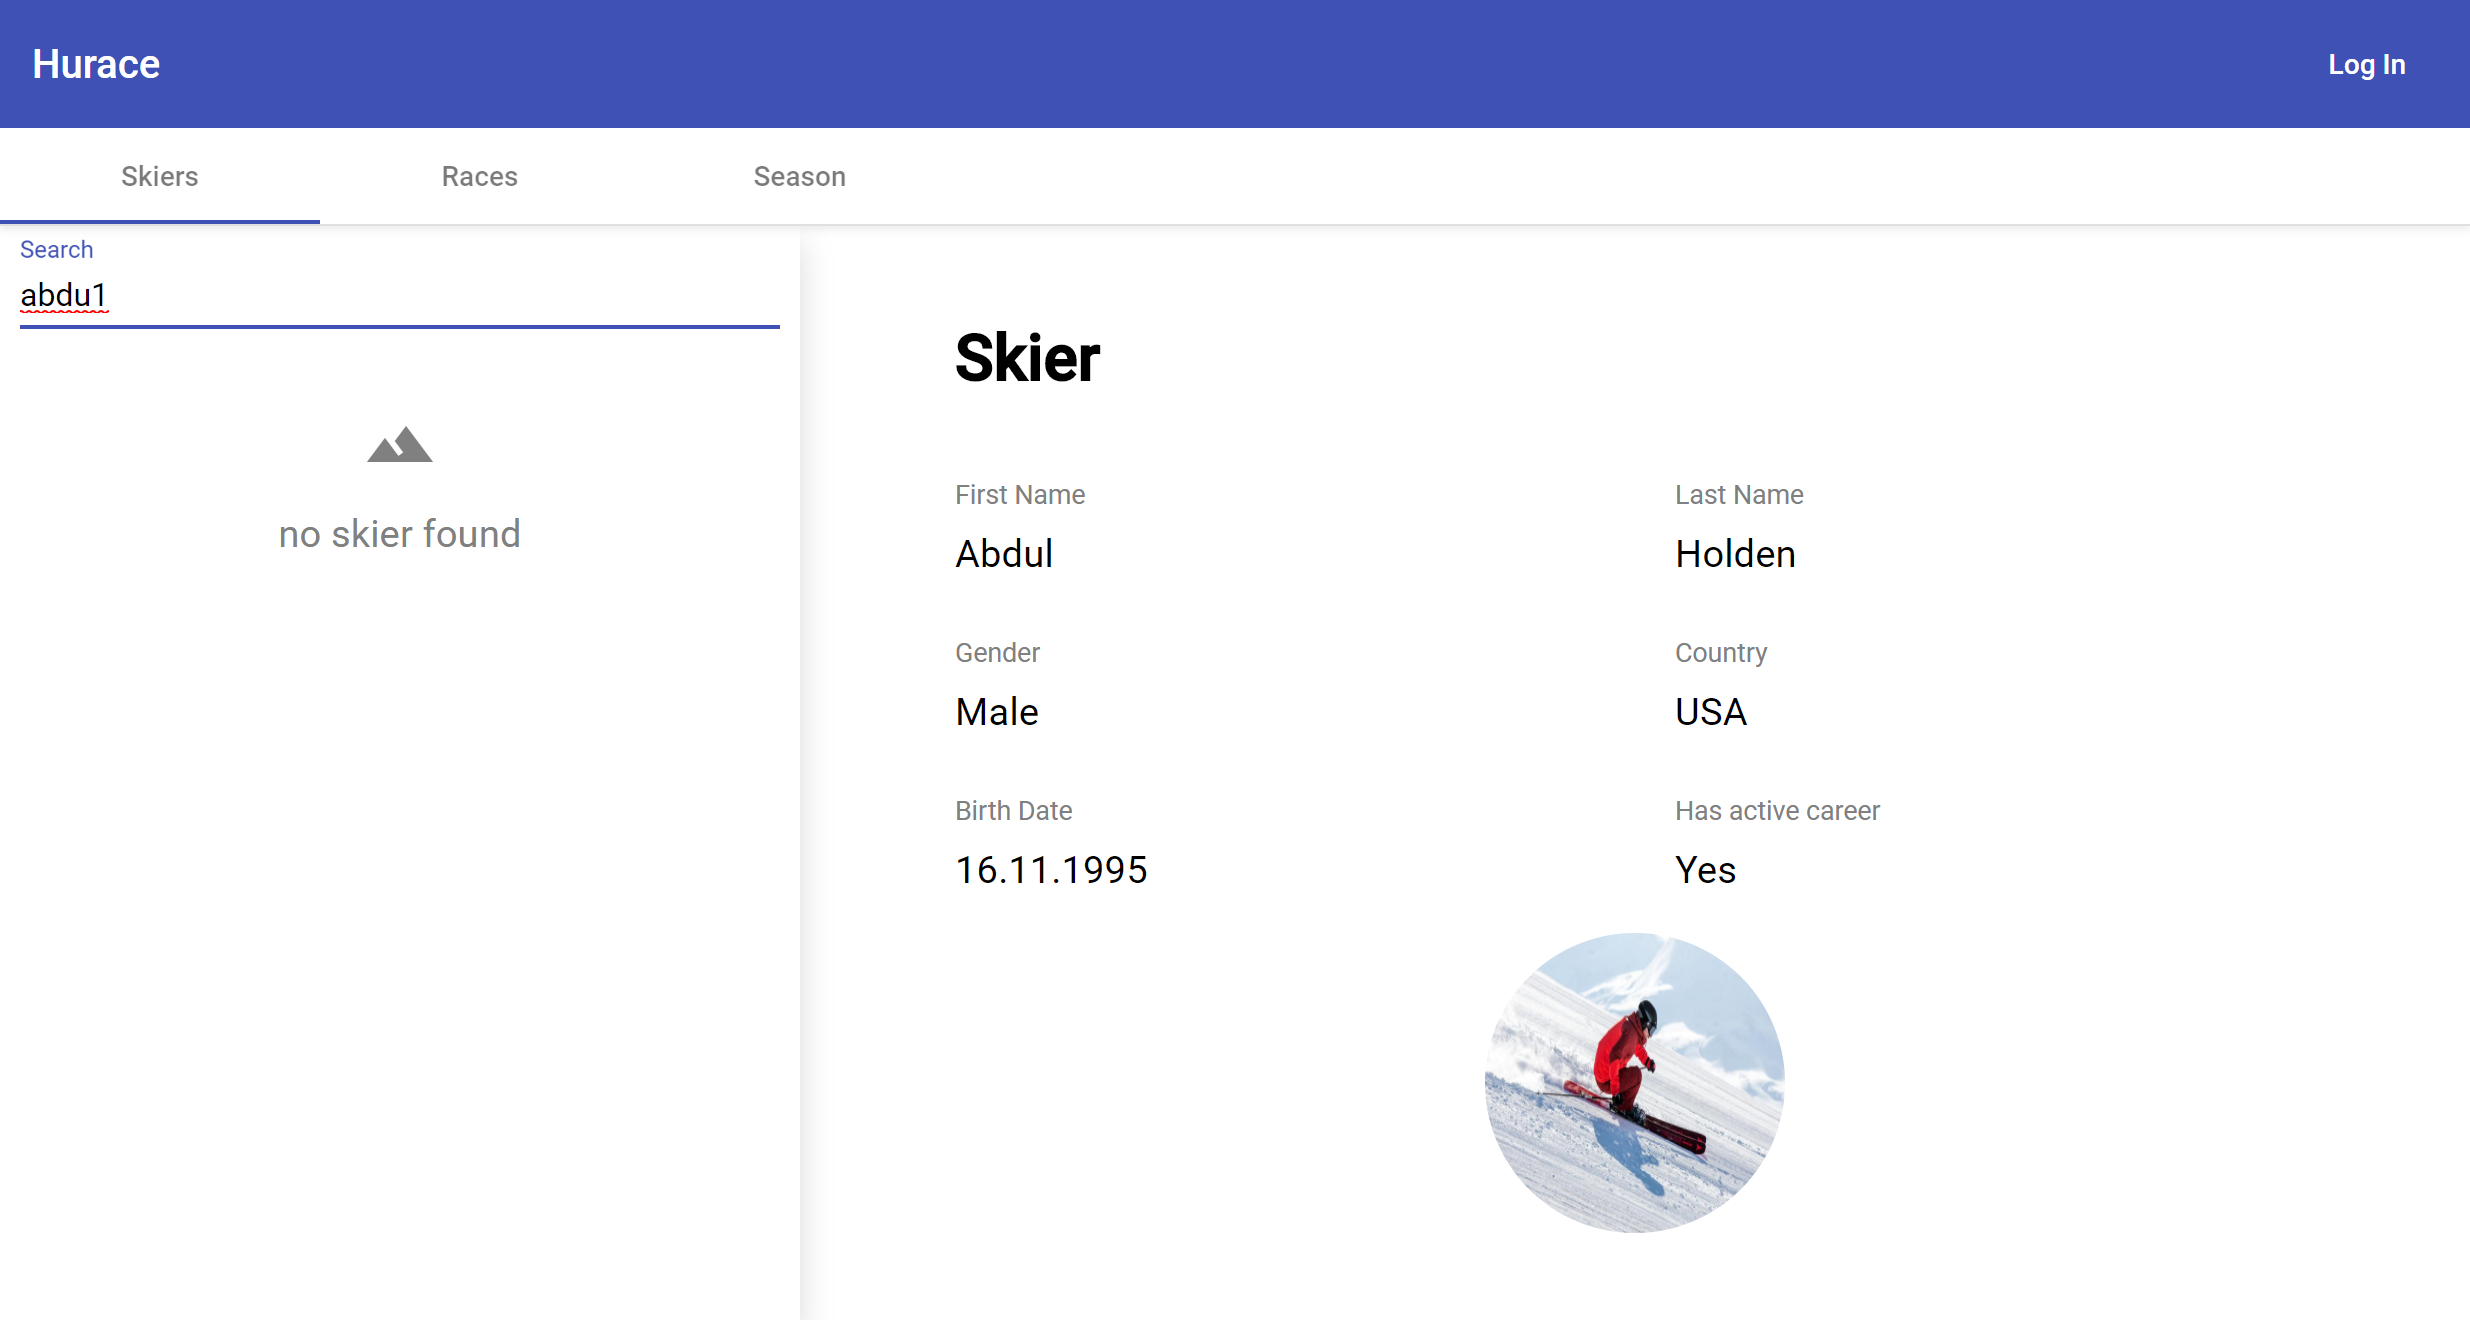 Hurace
Log In
Skiers
Races
Season
Search
abdu1
no skier found
Skier
First Name
Last Name
Abdul
Holden
Gender
Country
Male
USA
Birth Date
Has active career
16.11.1995
Yes